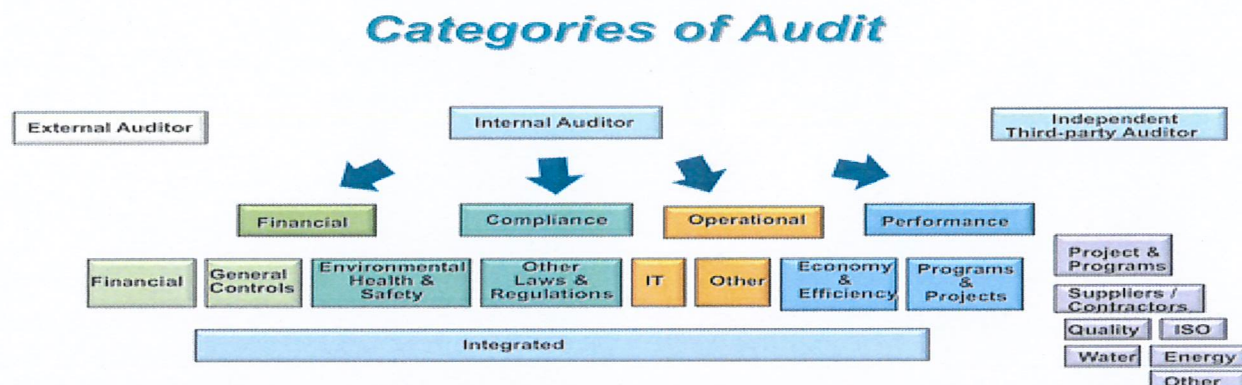 Categories of Audit
External Auditor
Internal Auditor
Independent
Third-party Auditor
Financial
Compliance
Operational
Performance
Financial
General
Controls
Environmental
Health &
Safety
Other
Laws &
Regulations
IT
Other
Economy
&
Efficiency
Programs
&
Projects
Project &
Programs
Suppliers /
Contractors
Quality
ISO
Water
Energy
Other
Integrated